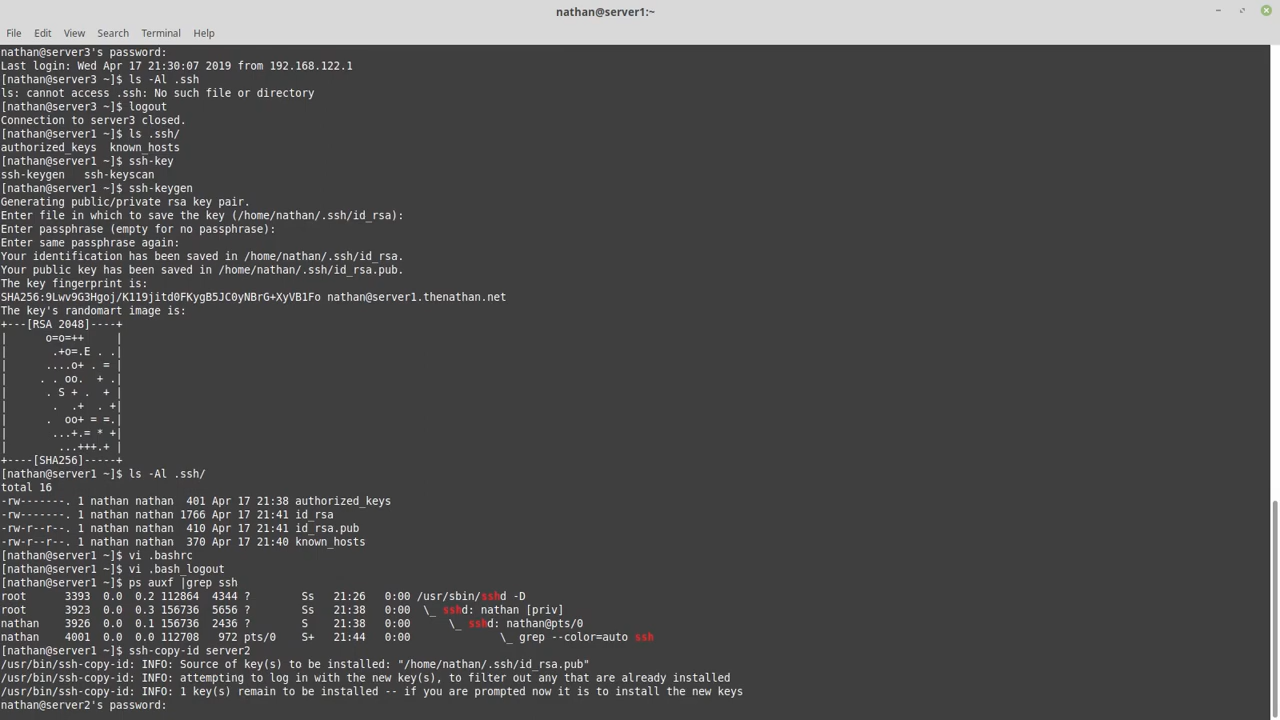 nathan@server1:~
File Edit View Search Terminal Help
nathan@server3's password:
Last login: Wed Apr 17 21:30:07 2019 from 192.168.122.1
[nathan@server3 ~]$ ls -Al .ssh
ls: cannot access .ssh: No such file or directory
[nathan@server3 ~]$ logout
Connection to server3 closed.
[nathan@server1 ~]$ ls .ssh/
authorized_keys  known_hosts
[nathan@server1 ~]$ ssh-key
ssh-keygen   ssh-keyscan
[nathan@server1 ~]$ ssh-keygen
Generating public/private rsa key pair.
Enter file in which to save the key (/home/nathan/.ssh/id_rsa):
Enter passphrase (empty for no passphrase):
Enter same passphrase again:
Your identification has been saved in /home/nathan/.ssh/id_rsa.
Your public key has been saved in /home/nathan/.ssh/id_rsa.pub.
The key fingerprint is:
SHA256:9Lwv9G3Hgoj/K119jitd0FKygB5JC0yNBrG+XyVB1Fo nathan@server1.thenathan.net
The key's randomart image is:
+---[RSA 2048]----+
|      o=o=++     |
|       .+o=.E . .|
|      ....o+ . = |
|     . . oo.  + .|
|      . S + .  + |
|       .  .+  . +|
|      .  oo+ = =.|
|       ...+.= * +|
|        ...+++.+ |
+----[SHA256]-----+
[nathan@server1 ~]$ ls -Al .ssh/
total 16
-rw-------. 1 nathan nathan  401 Apr 17 21:38 authorized_keys
-rw-------. 1 nathan nathan 1766 Apr 17 21:41 id_rsa
-rw-r--r--. 1 nathan nathan  410 Apr 17 21:41 id_rsa.pub
-rw-r--r--. 1 nathan nathan  370 Apr 17 21:40 known_hosts
[nathan@server1 ~]$ vi .bashrc
[nathan@server1 ~]$ vi .bash_logout
[nathan@server1 ~]$ ps auxf |grep ssh
root      3393  0.0  0.2 112864  4344 ?        Ss   21:26   0:00 /usr/sbin/sshd -D
root      3923  0.0  0.3 156736  5656 ?        Ss   21:38   0:00  \_ sshd: nathan [priv]
nathan    3926  0.0  0.1 156736  2436 ?        S    21:38   0:00      \_ sshd: nathan@pts/0
nathan    4001  0.0  0.0 112708   972 pts/0    S+   21:44   0:00              \_ grep --color=auto ssh
[nathan@server1 ~]$ ssh-copy-id server2
/usr/bin/ssh-copy-id: INFO: Source of key(s) to be installed: "/home/nathan/.ssh/id_rsa.pub"
/usr/bin/ssh-copy-id: INFO: attempting to log in with the new key(s), to filter out any that are already installed
/usr/bin/ssh-copy-id: INFO: 1 key(s) remain to be installed -- if you are prompted now it is to install the new keys
nathan@server2's password: